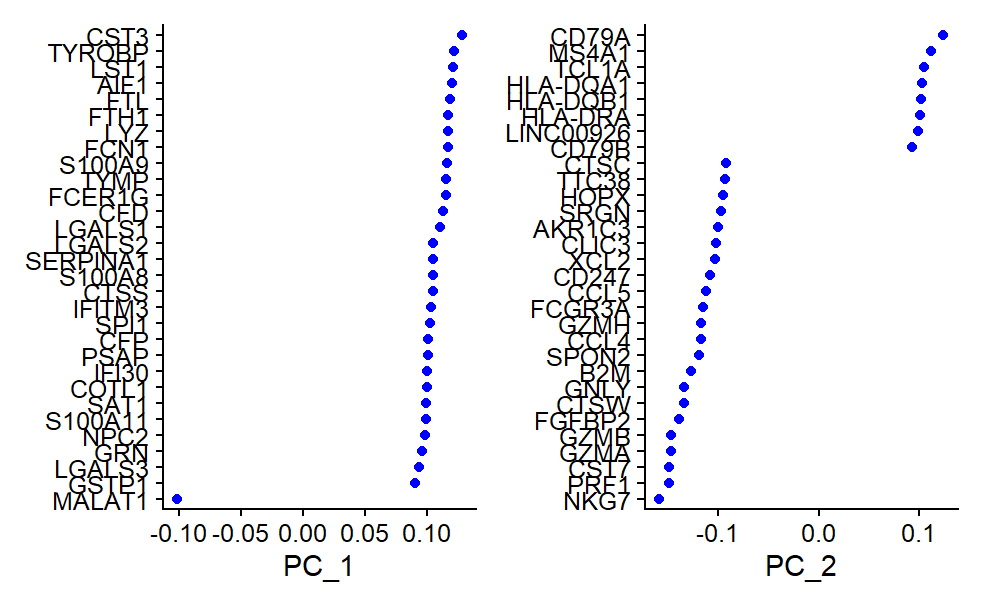 CST3
TYROBP
LST1
AIF1
FTL
FTH1
LYZ
FCN1
S100A9
TYMP
FCER1G
CFD
LGALS1
LGALS2
SERPINA1
S100A8
CTSS
IFITM3
SPI1
CFP
PSAP
IFI30
COTL1
SAT1
S100A11
NPC2
GRN
LGALS3
GSTP1
MALAT1
-0.10 -0.05 0.00 0.05 0.10
PC_1
CD79A
MS4A1
TCL1A
HLA-DQA1
HLA-DQB1
HLA-DRA
LINC00926
CD79B
CTSC
TTC38
HOPX
SRGN
AKR1C3
CLIC3
XCL2
CD247
CCL5
FCGR3A
GZMH
CCL4
SPON2
B2M
GNLY
CTSW
FGFBP2
GZMB
GZMA
CST7
PRF1
NKG7
-0.1 0.0 0.1
PC_2